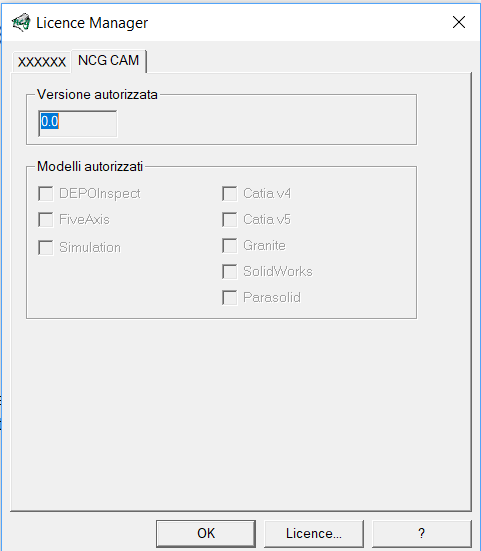 Licence Manager
XXXXXX NCG CAM
Versione autorizzata
0.0
Modelli autorizzati
DEPOInspect Catia v4
FiveAxis Catia v5
Simulation Granite
SolidWorks
Parasolid
OK Licence... ?